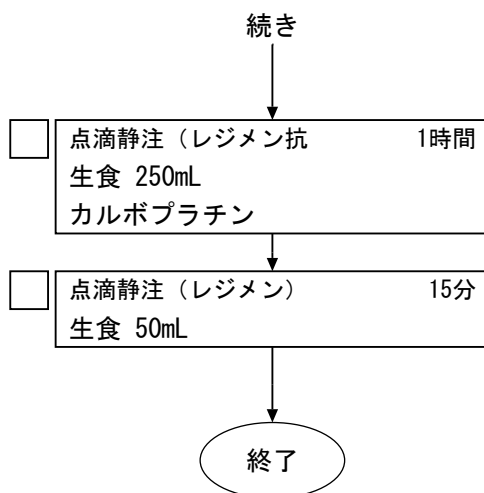 続き
点滴静注（レジメン抗 1時間
生食 250mL
カルボプラチン
点滴静注（レジメン） 15分
生食 50mL
終了